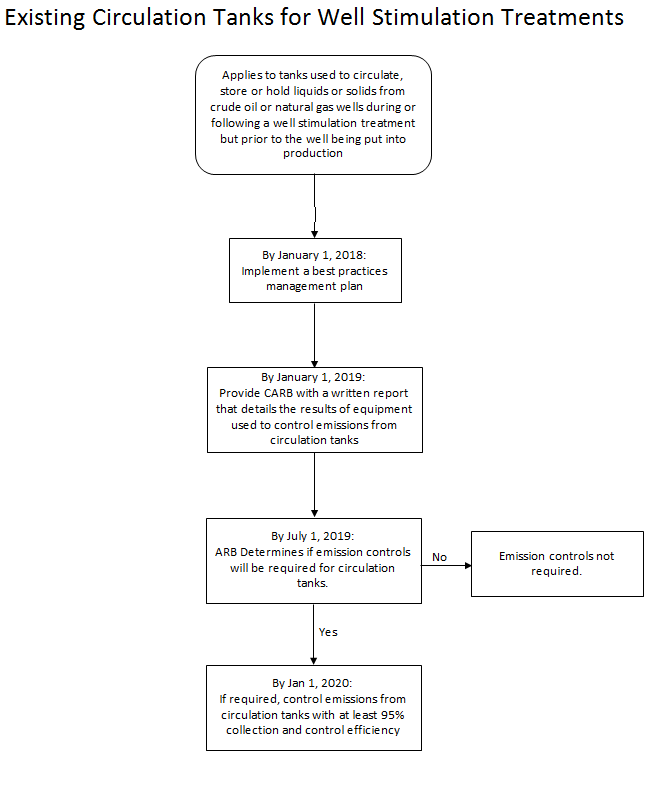 Existing Circulation Tanks for Well Stimulation Treatments
Applies to tanks used to circulate,
store or hold liquids or solids from
crude oil or natural gas wells during or
following a well stimulation treatment
but prior to the well being put into
production
By January 1, 2018:
Implement a best practices
management plan
By January 1, 2019:
Provide CARB with a written report
that details the results of equipment
used to control emissions from
circulation tanks
By July 1, 2019:
ARB Determines if emission controls
will be required for circulation
tanks.
No
Emission controls not
required.
Yes
By Jan 1, 2020:
If required, control emissions from
circulation tanks with at least 95%
collection and control efficiency